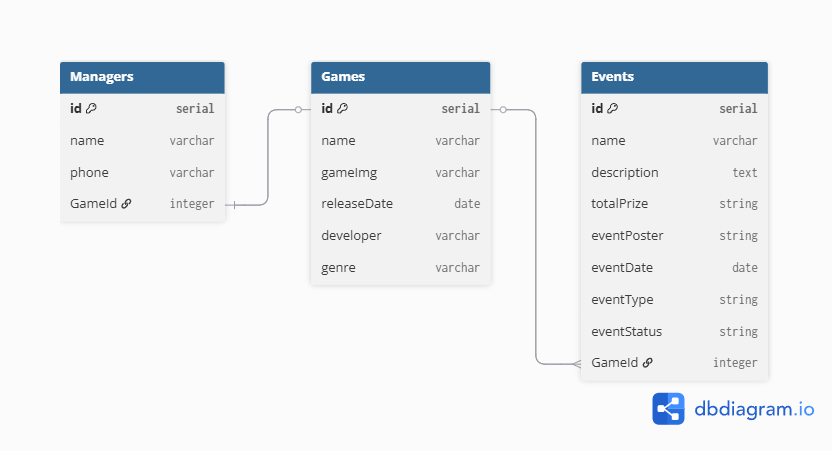 Managers
id serial
name varchar
phone varchar
GameId integer
Games
id serial
name varchar
gameImg varchar
releaseDate date
developer varchar
genre varchar
Events
id serial
name varchar
description text
totalPrize string
eventPoster string
eventDate date
eventType string
eventStatus string
GameId integer
dbdiagram.io